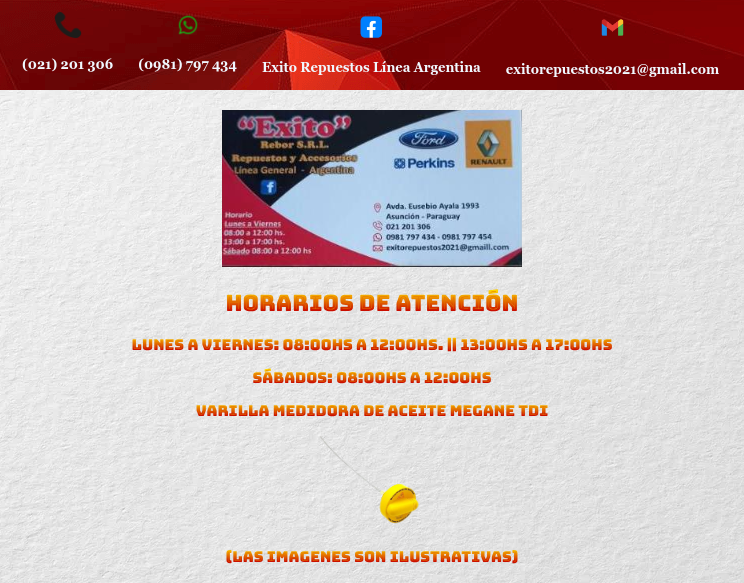 (021) 201 306
(0981) 797 434
Exito Repuestos Línea Argentina
exitorepuestos2021@gmail.com
"Exito"
Rebor S.R.L.
Repuestos y Accesorios
Línea General - Argentina
Ford
Perkins
RENAULT
Horario
Lunes a Viernes
08:00 a 12:00 hs.
13:00 a 17:00 hs.
Sábado 08:00 a 12:00 hs
Avda. Eusebio Ayala 1993
Asunción - Paraguay
021 201 306
0981 797 434 - 0981 797 454
exitorepuestos2021@gmaill.com
HORARIOS DE ATENCIÓN
LUNES A VIERNES: 08:00HS A 12:00HS. || 13:00HS A 17:00HS
SÁBADOS: 08:00HS A 12:00HS
VARILLA MEDIDORA DE ACEITE MEGANE TDI
(LAS IMAGENES SON ILUSTRATIVAS)